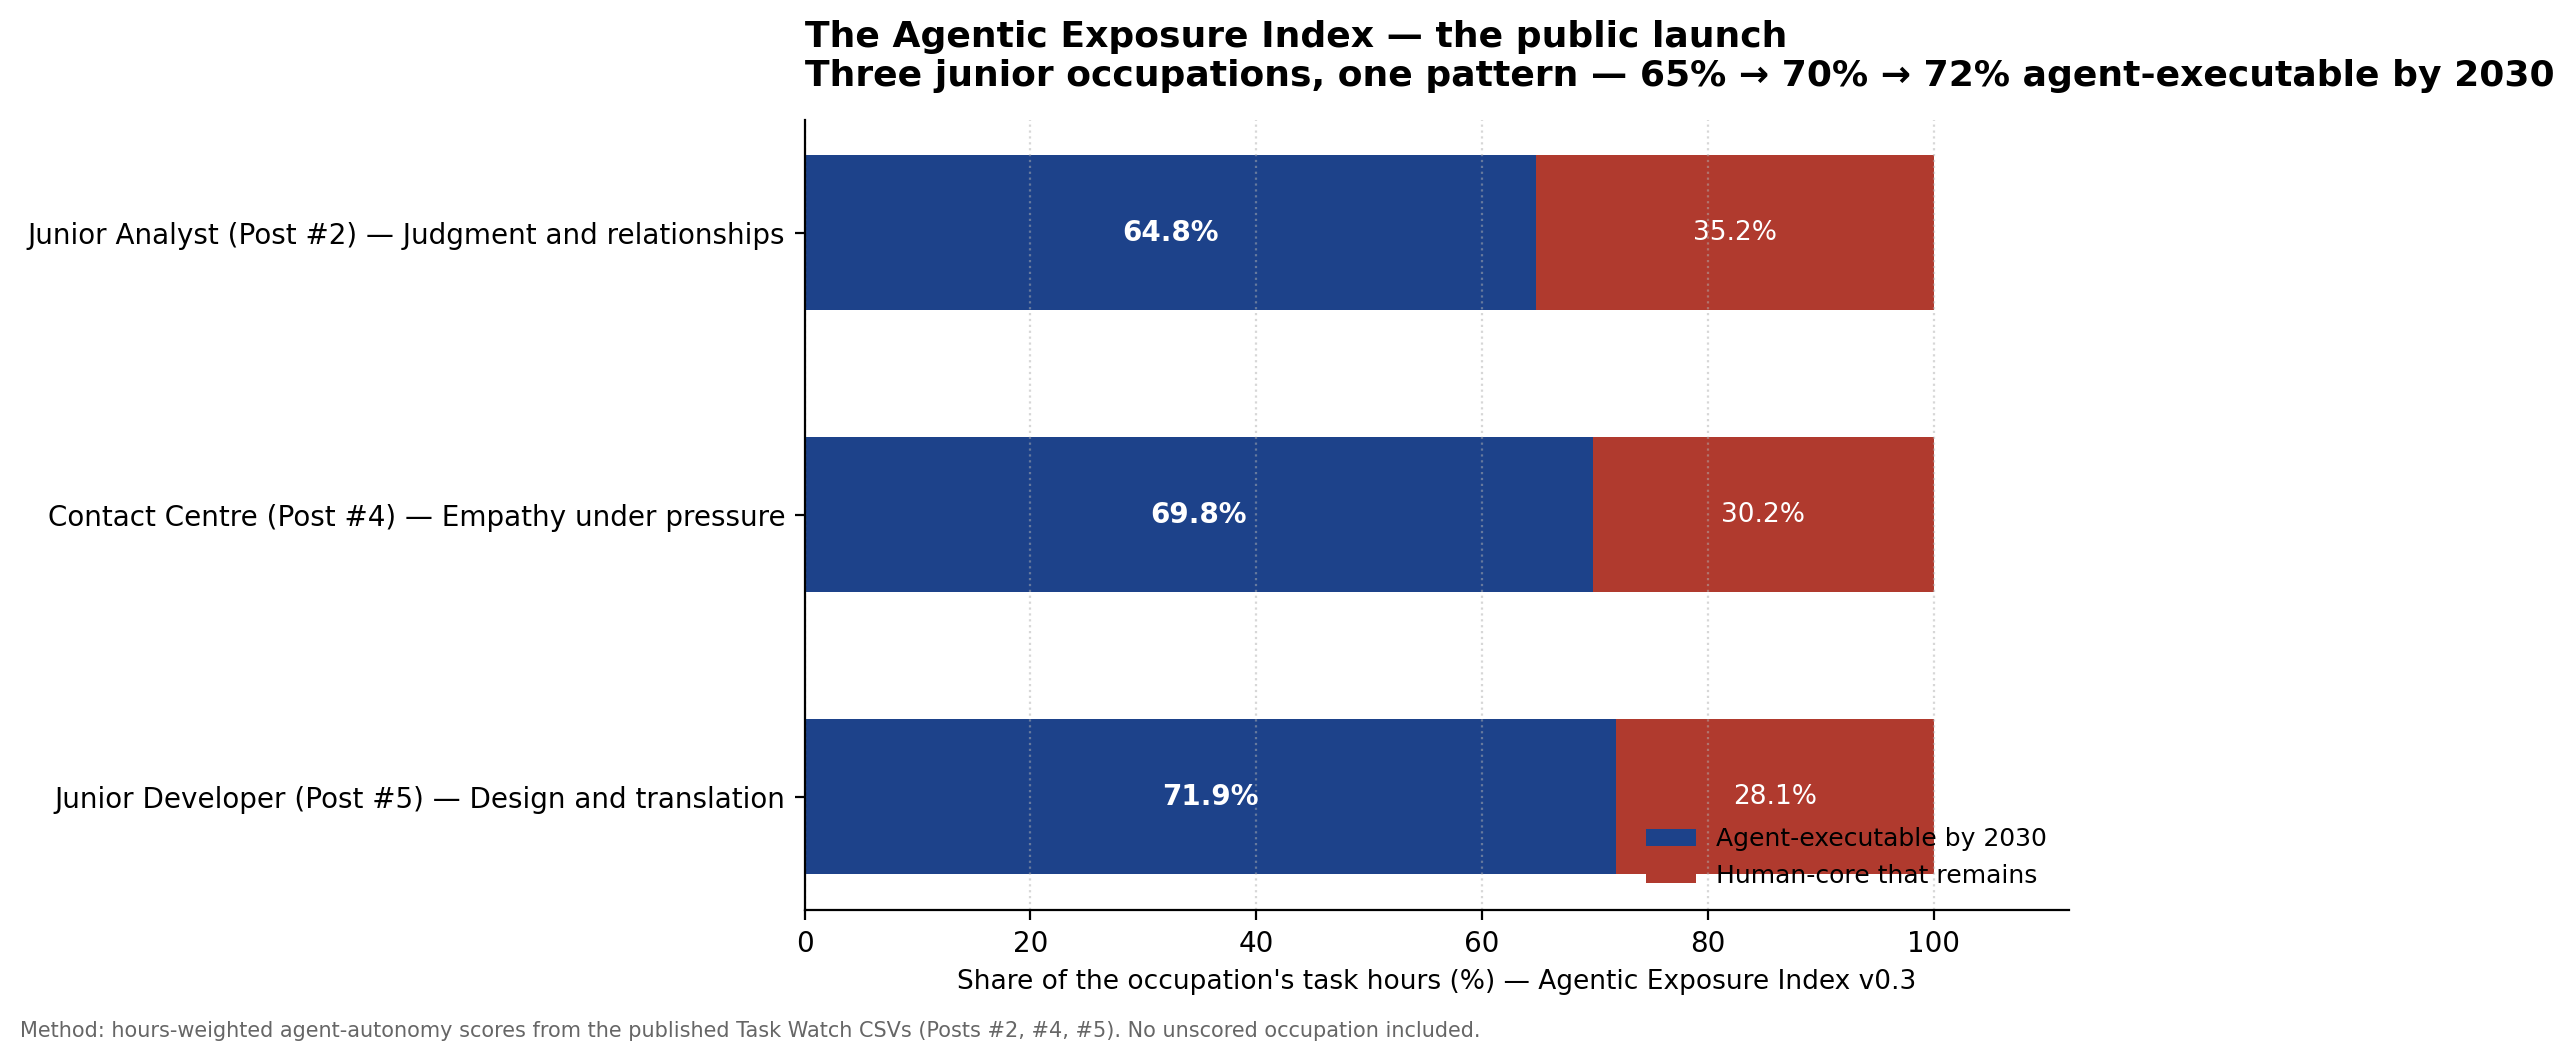 The Agentic Exposure Index — the public launch
Three junior occupations, one pattern — 65% → 70% → 72% agent-executable by 2030
Junior Analyst (Post #2) — Judgment and relationships
64.8%
35.2%
Contact Centre (Post #4) — Empathy under pressure
69.8%
30.2%
Junior Developer (Post #5) — Design and translation
71.9%
28.1%
Agent-executable by 2030
Human-core that remains
0
20
40
60
80
100
Share of the occupation's task hours (%) — Agentic Exposure Index v0.3
Method: hours-weighted agent-autonomy scores from the published Task Watch CSVs (Posts #2, #4, #5). No unscored occupation included.